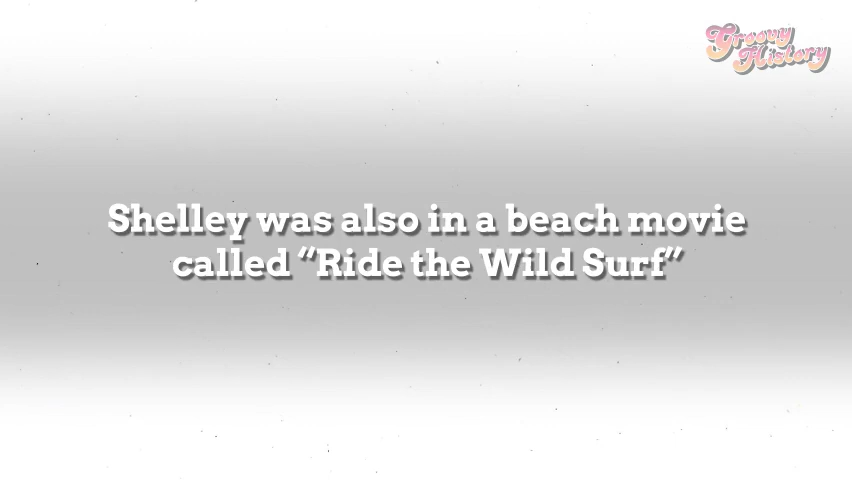 Groovy
History
Shelley was also in a beach movie
called “Ride the Wild Surf”